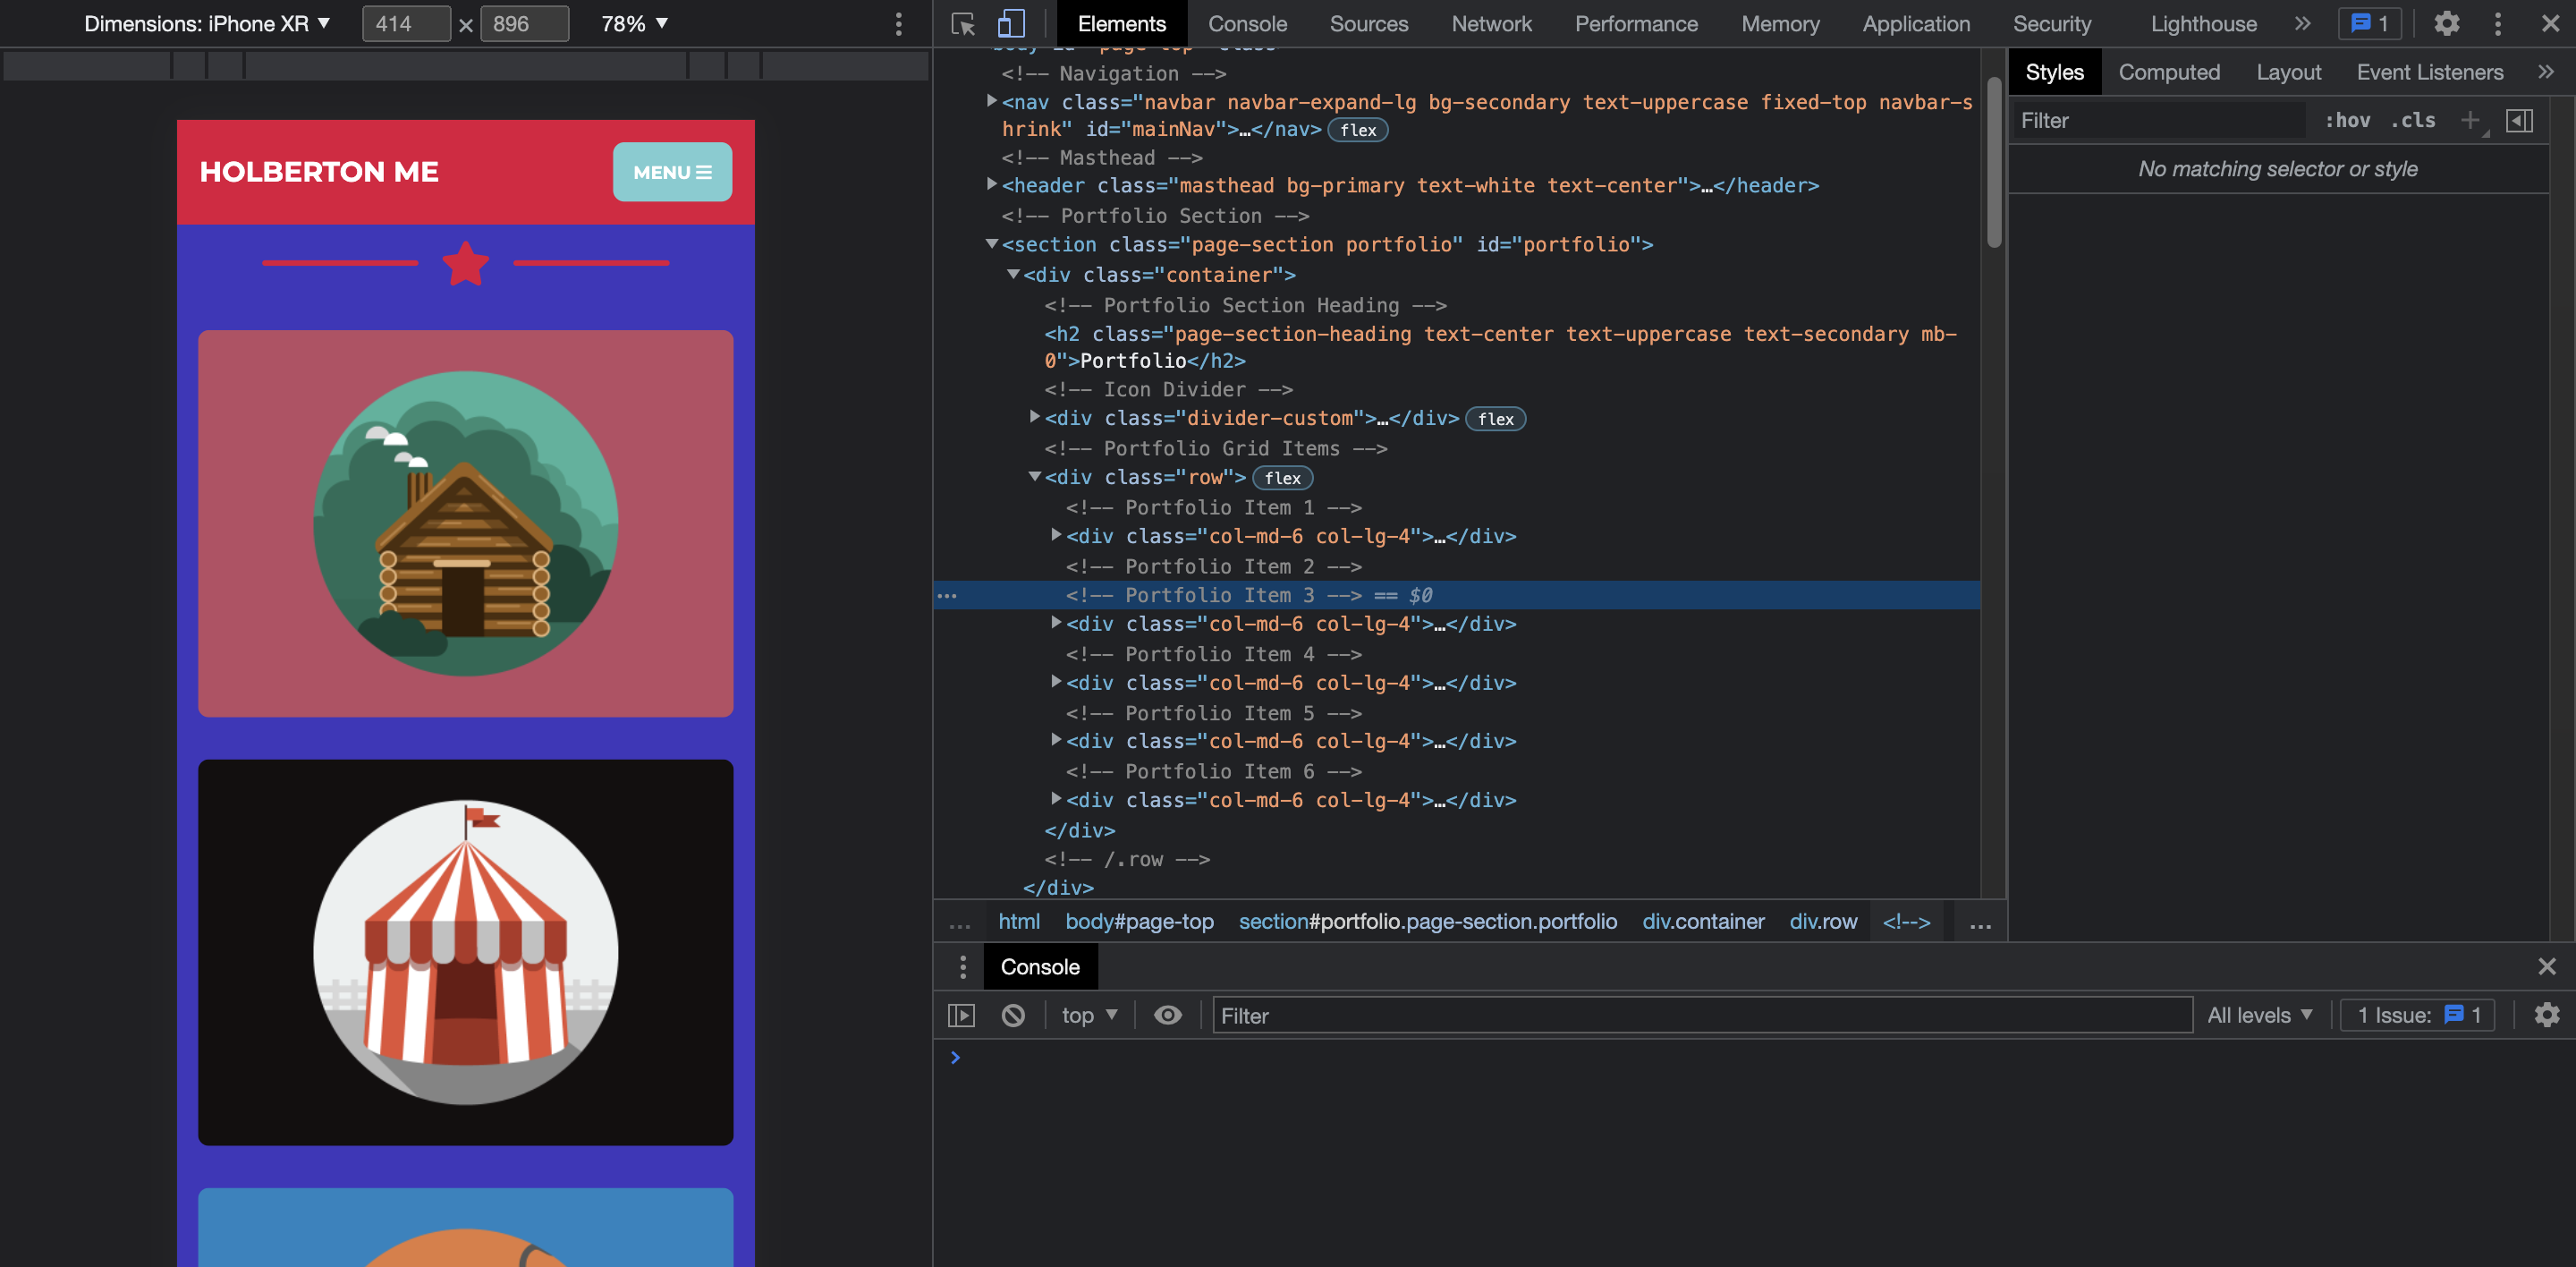 Dimensions: iPhone XR ▼ 414 × 896 78% ▼
HOLBERTON ME
MENU
Elements Console Sources Network Performance Memory Application Security Lighthouse » 1
<body id="page-top" class>
<!-- Navigation -->
<nav class="navbar navbar-expand-lg bg-secondary text-uppercase fixed-top navbar-s
hrink" id="mainNav">…</nav> flex
<!-- Masthead -->
<header class="masthead bg-primary text-white text-center">…</header>
<!-- Portfolio Section -->
<section class="page-section portfolio" id="portfolio">
<div class="container">
<!-- Portfolio Section Heading -->
<h2 class="page-section-heading text-center text-uppercase text-secondary mb-
0">Portfolio</h2>
<!-- Icon Divider -->
<div class="divider-custom">…</div> flex
<!-- Portfolio Grid Items -->
<div class="row"> flex
<!-- Portfolio Item 1 -->
<div class="col-md-6 col-lg-4">…</div>
<!-- Portfolio Item 2 -->
<!-- Portfolio Item 3 --> == $0
<div class="col-md-6 col-lg-4">…</div>
<!-- Portfolio Item 4 -->
<div class="col-md-6 col-lg-4">…</div>
<!-- Portfolio Item 5 -->
<div class="col-md-6 col-lg-4">…</div>
<!-- Portfolio Item 6 -->
<div class="col-md-6 col-lg-4">…</div>
</div>
<!-- /.row -->
</div>
... html body#page-top section#portfolio.page-section.portfolio div.container div.row <!--> ...
Styles Computed Layout Event Listeners »
Filter :hov .cls +
No matching selector or style
Console
top ▼ Filter All levels ▼ 1 Issue: 1
>